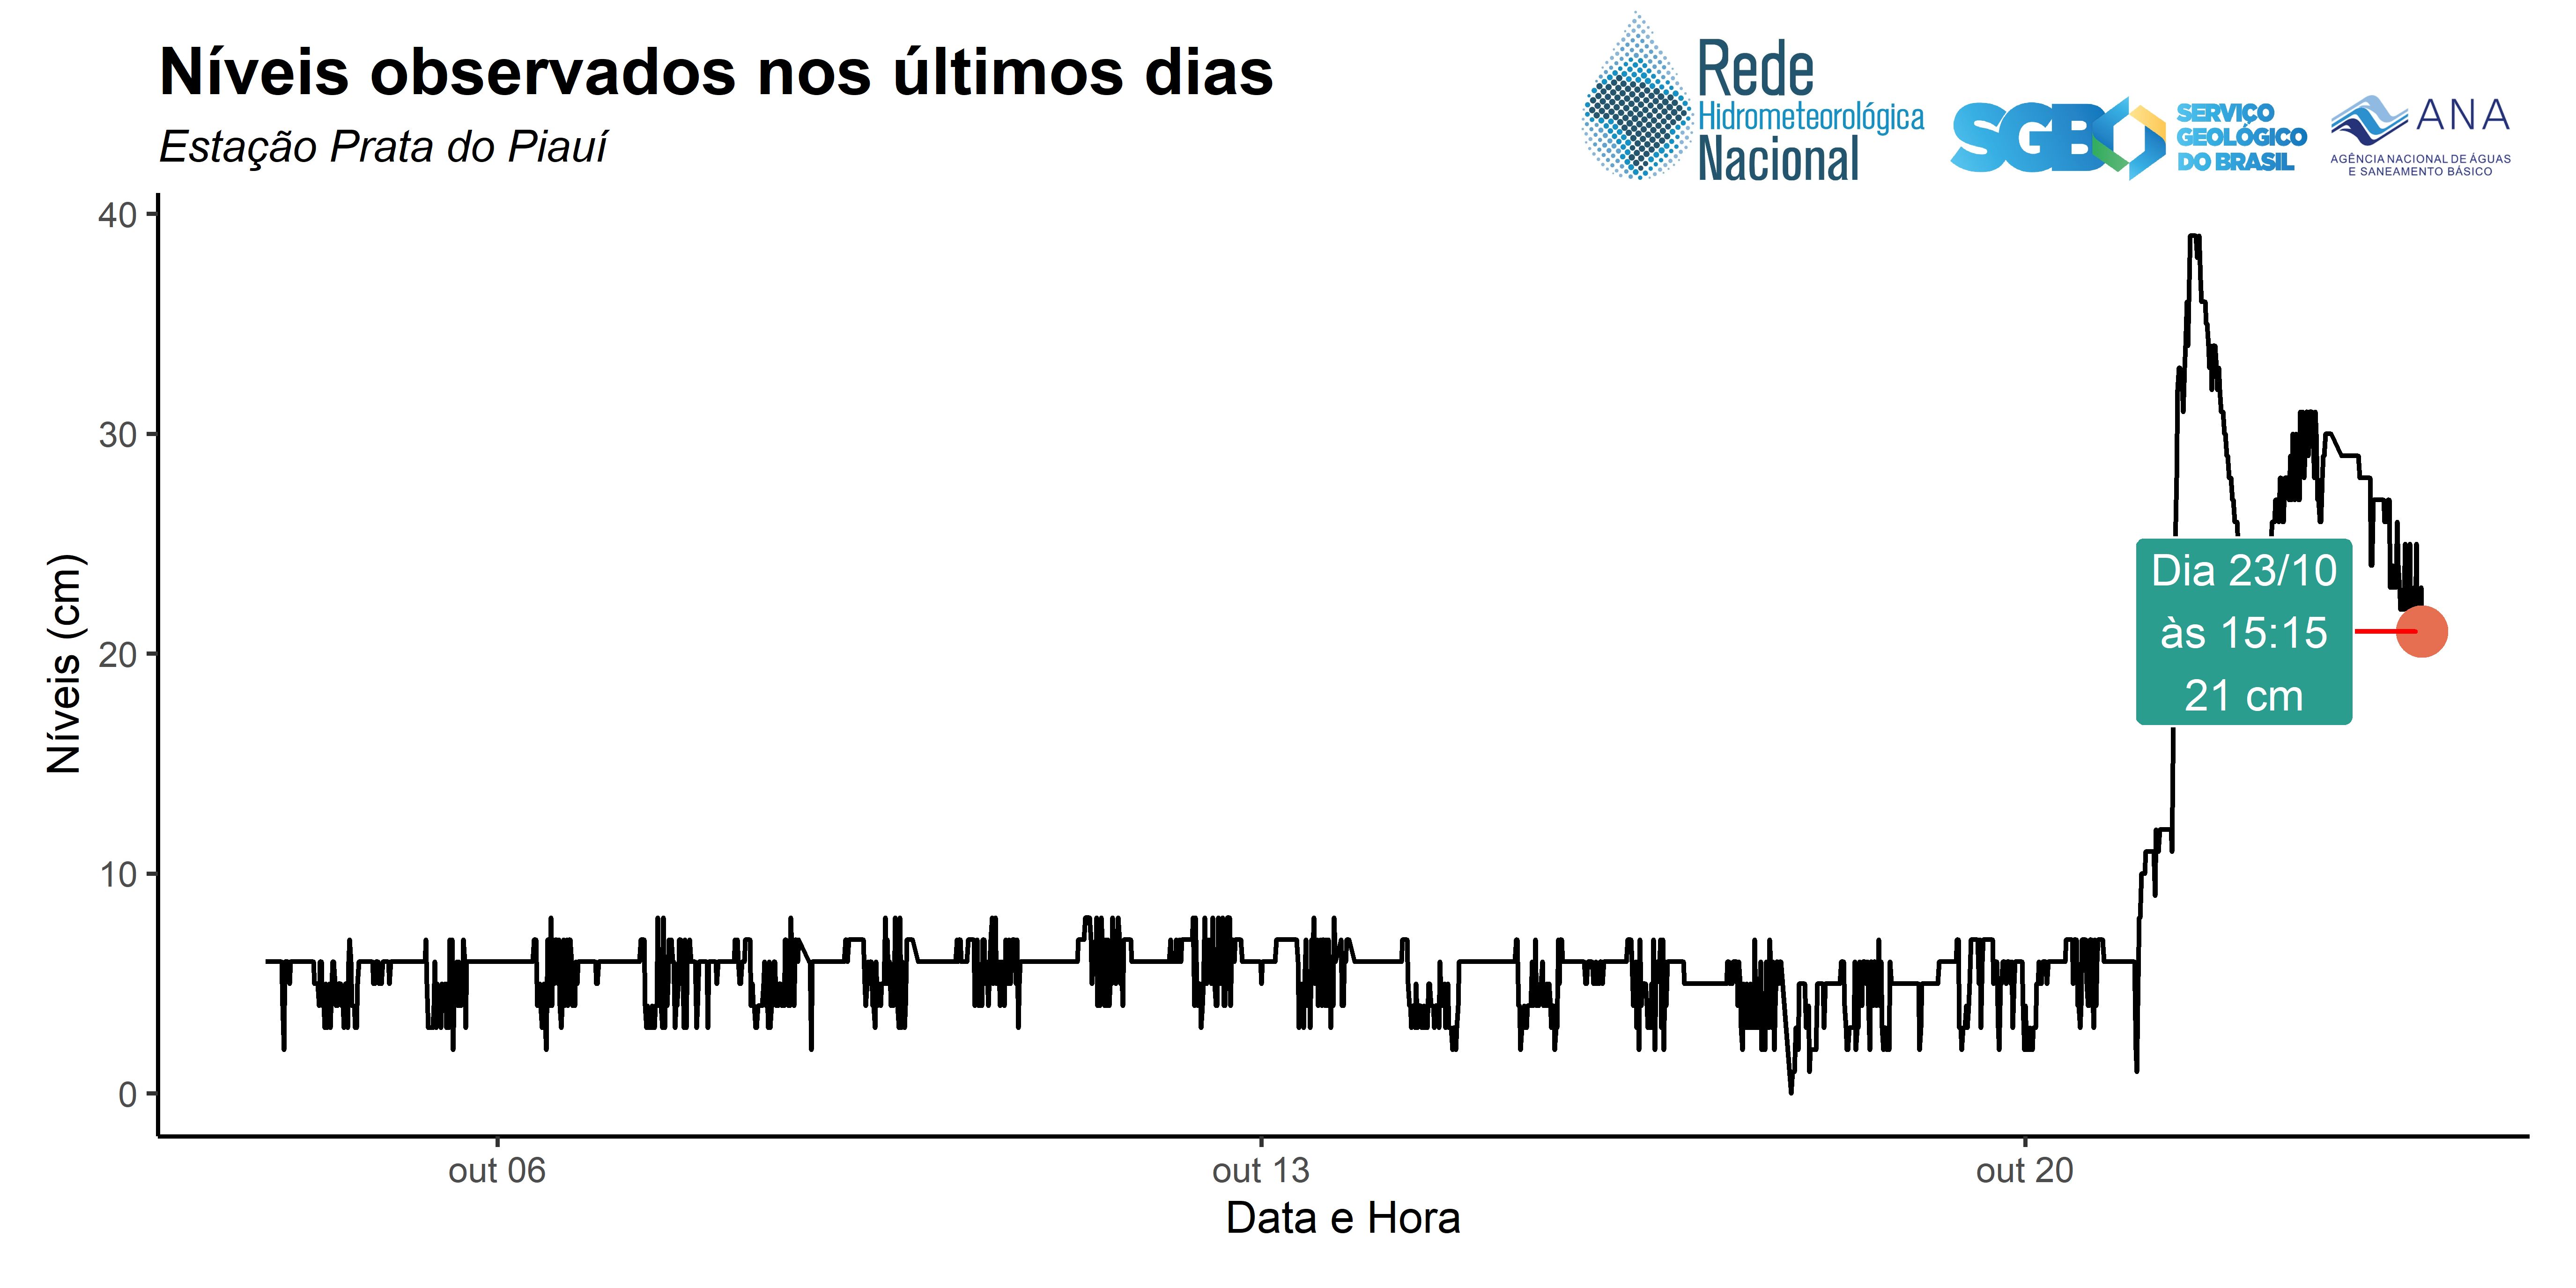 Níveis observados nos últimos dias
Estação Prata do Piauí
Rede
Hidrometeorológica
Nacional
SGB
SERVIÇO
GEOLÓGICO
DO BRASIL
ANA
AGÊNCIA NACIONAL DE ÁGUAS
E SANEAMENTO BÁSICO
Níveis (cm)
40
30
20
10
0
Dia 23/10
às 15:15
21 cm
out 06
out 13
out 20
Data e Hora